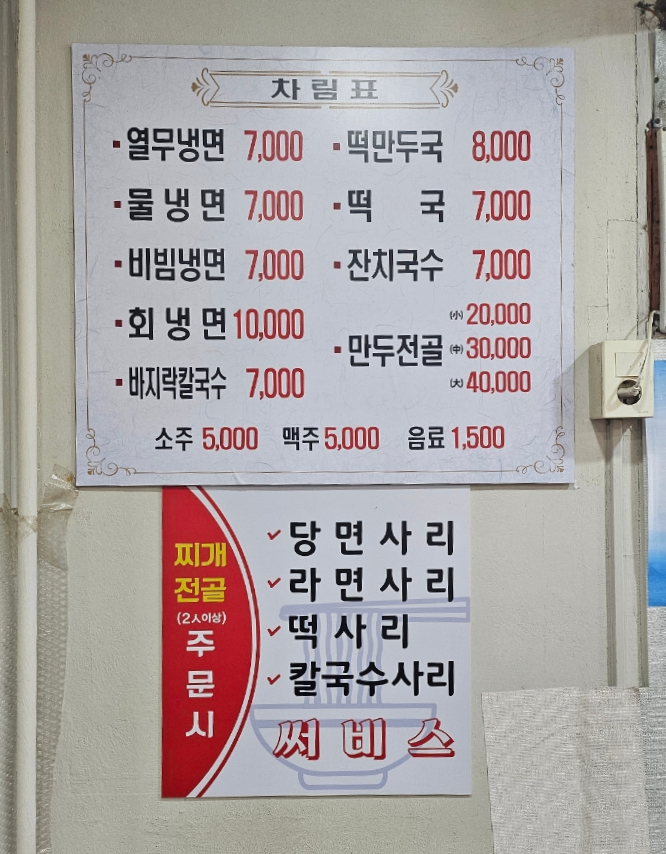 차림표
열무냉면 7,000
물냉면 7,000
비빔냉면 7,000
회냉면 10,000
바지락칼국수 7,000
떡만두국 8,000
떡국 7,000
잔치국수 7,000
만두전골 (小) 20,000
(中) 30,000
(大) 40,000
소주 5,000 맥주 5,000 음료 1,500
찌개
전골
(2人이상)
주
문
시
당면사리
라면사리
떡사리
칼국수사리
써비스